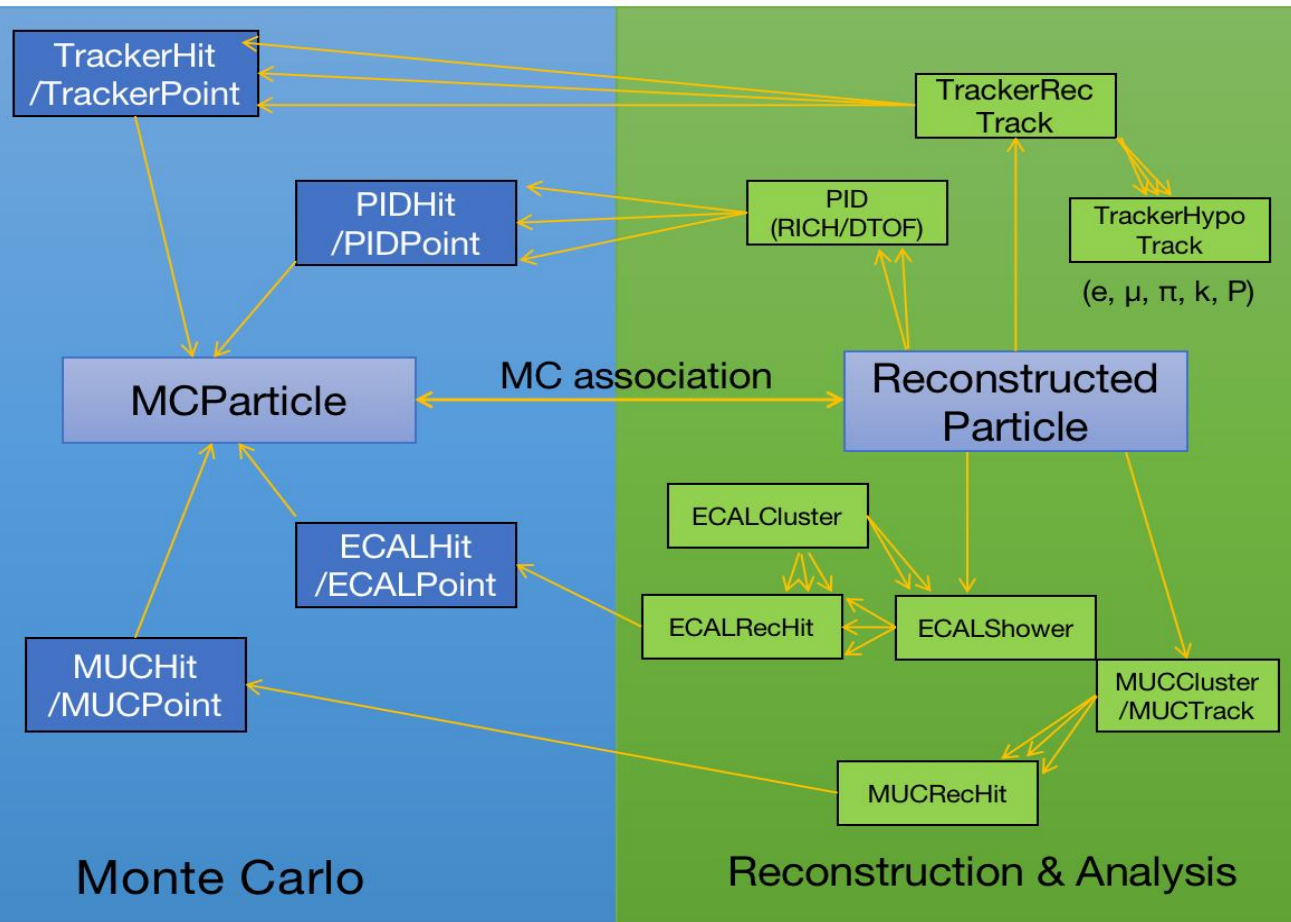 TrackerHit
/TrackerPoint
TrackerRec
Track
PIDHit
/PIDPoint
PID
(RICH/DTOF)
TrackerHypo
Track
(e, μ, π, k, P)
MCParticle
MC association
Reconstructed
Particle
ECALCluster
ECALHit
/ECALPoint
ECALRecHit
ECALShower
MUCHit
/MUCPoint
MUCCluster
/MUCTrack
MUCRecHit
Monte Carlo
Reconstruction & Analysis